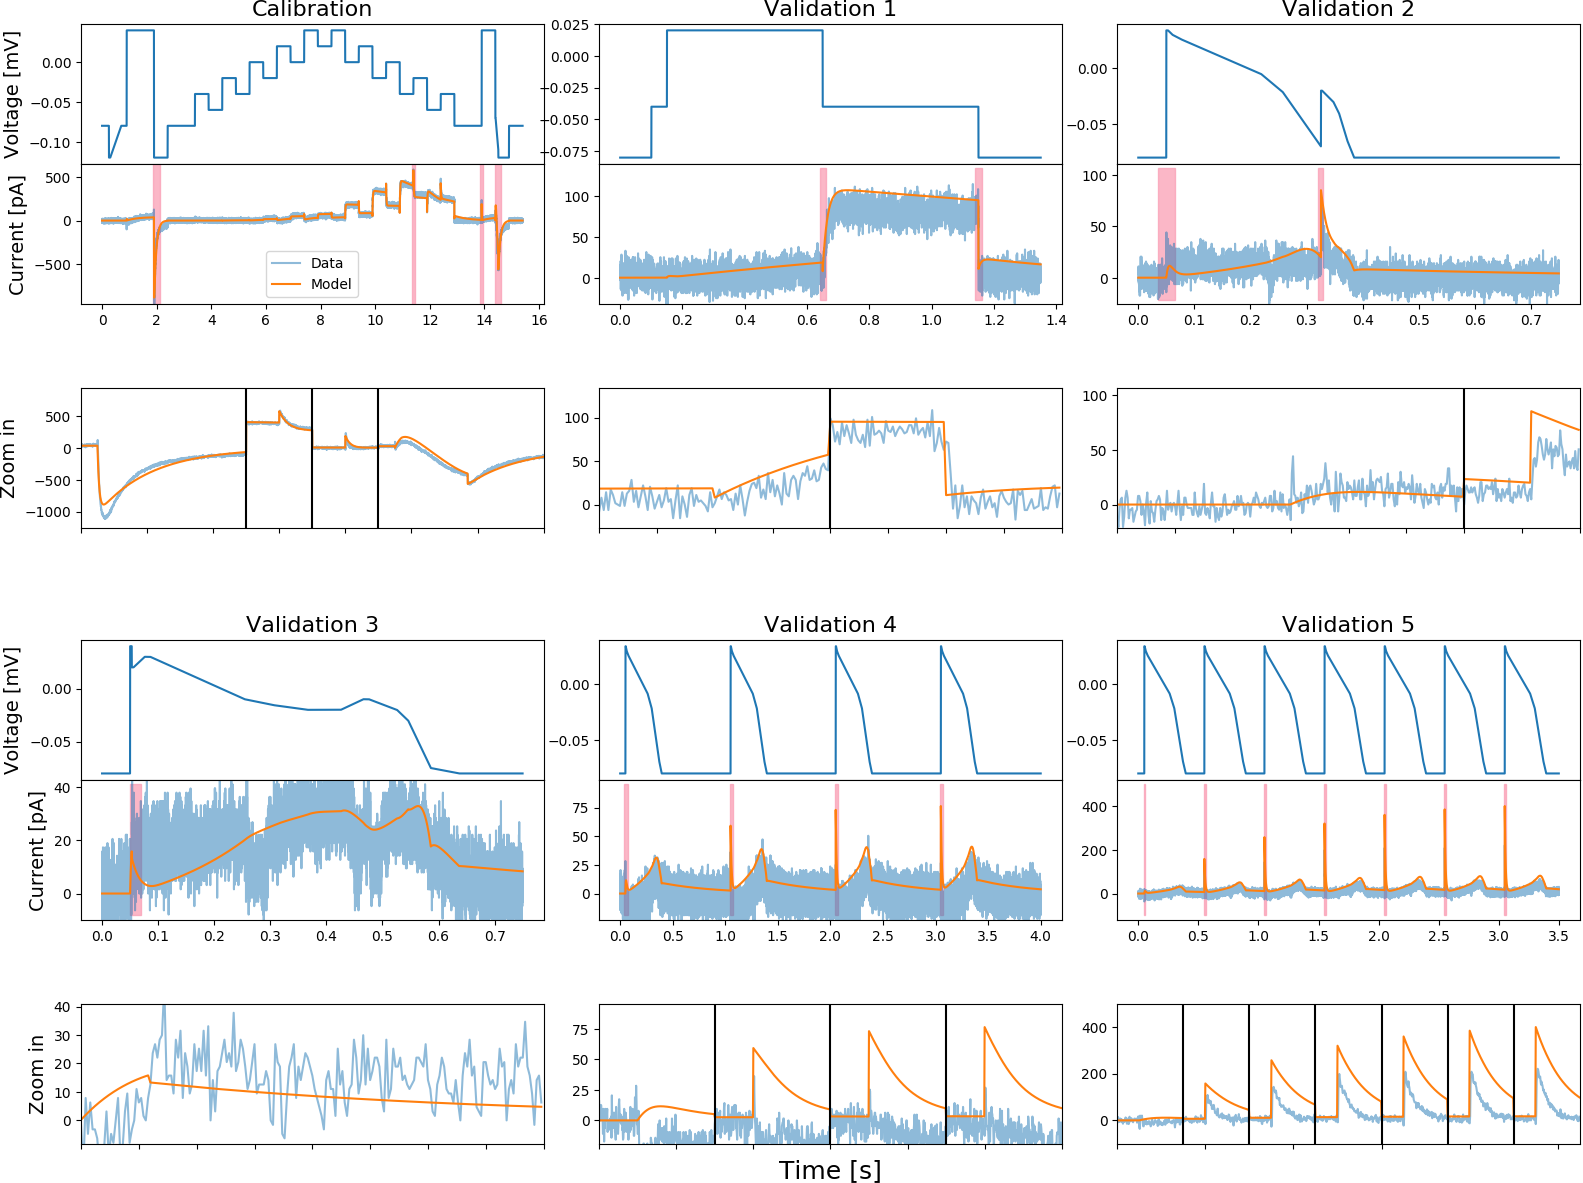 Calibration
Validation 1
Validation 2
Voltage [mV]
0.00
−0.05
−0.10
0.025
0.000
−0.025
−0.050
−0.075
0.00
−0.05
Current [pA]
500
0
−500
Data
Model
100
50
0
100
50
0
0 2 4 6 8 10 12 14 16
0.0 0.2 0.4 0.6 0.8 1.0 1.2 1.4
0.0 0.1 0.2 0.3 0.4 0.5 0.6 0.7
Zoom in
500
0
−500
−1000
100
50
0
100
50
0
Validation 3
Validation 4
Validation 5
Voltage [mV]
0.00
−0.05
0.00
−0.05
0.00
−0.05
Current [pA]
40
20
0
75
50
25
0
400
200
0
0.0 0.1 0.2 0.3 0.4 0.5 0.6 0.7
0.0 0.5 1.0 1.5 2.0 2.5 3.0 3.5 4.0
0.0 0.5 1.0 1.5 2.0 2.5 3.0 3.5
Zoom in
40
30
20
10
0
75
50
25
0
400
200
0
Time [s]